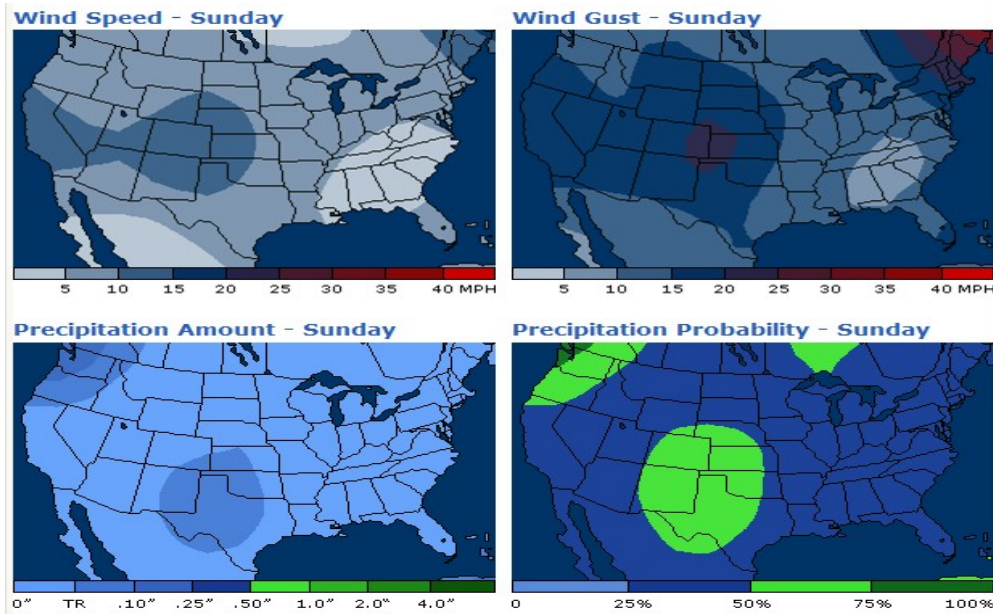 Wind Speed - Sunday
Wind Gust - Sunday
5 10 15 20 25 30 35 40 MPH
5 10 15 20 25 30 35 40 MPH
Precipitation Amount - Sunday
Precipitation Probability - Sunday
0" TR .10" .25" .50" 1.0" 2.0" 4.0"
0 25% 50% 75% 100%